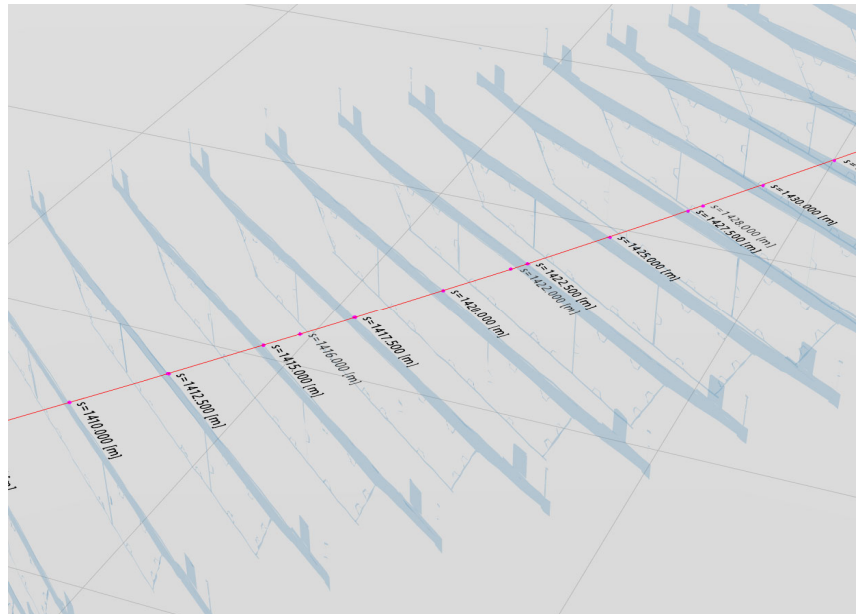 m]
s=1410.000 [m]
s=1412.500 [m]
s=1415.000 [m]
s=1416.000 [m]
s=1417.500 [m]
s=1420.000 [m]
s=1422.000 [m]
s=1422.500 [m]
s=1425.000 [m]
s=1427.500 [m]
s=1428.000 [m]
s=1430.000 [m]